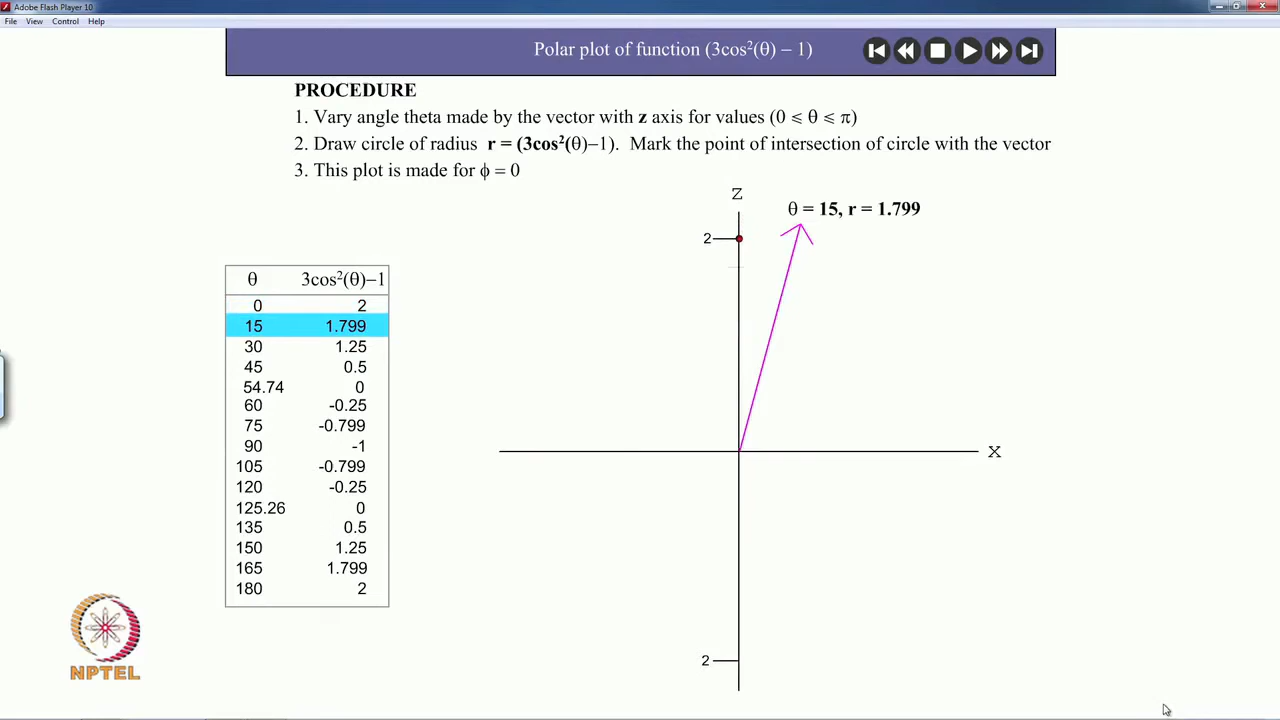 Adobe Flash Player 10
File View Control Help
Polar plot of function (3cos²(θ) − 1)
PROCEDURE
1. Vary angle theta made by the vector with z axis for values (0 ⩽ θ ⩽ π)
2. Draw circle of radius r = (3cos²(θ)−1). Mark the point of intersection of circle with the vector
3. This plot is made for ϕ = 0
Z
θ = 15, r = 1.799
2
θ 3cos²(θ)−1
0 2
15 1.799
30 1.25
45 0.5
54.74 0
60 -0.25
75 -0.799
90 -1
105 -0.799
120 -0.25
125.26 0
135 0.5
150 1.25
165 1.799
180 2
X
2
NPTEL